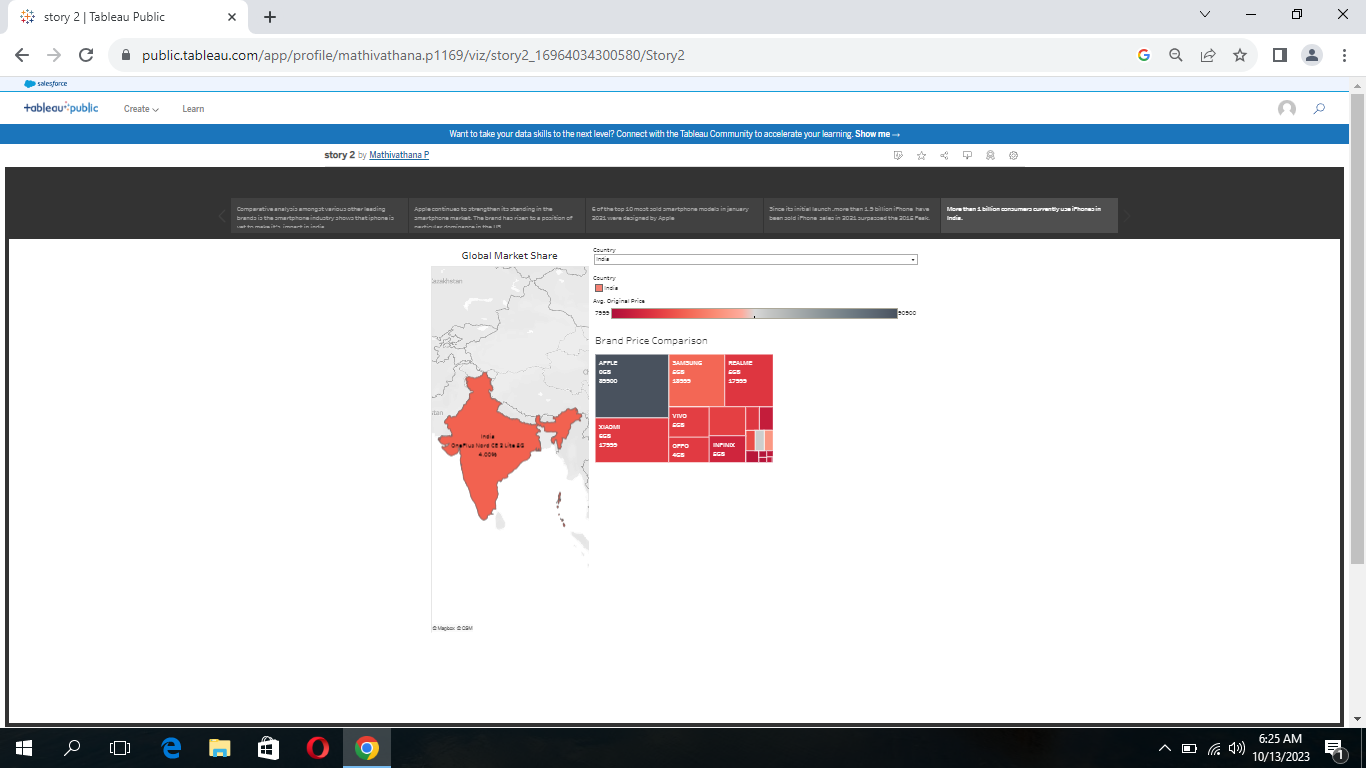 story 2 | Tableau Public
public.tableau.com/app/profile/mathivathana.p1169/viz/story2_16964034300580/Story2
salesforce
+ableau public
Create
Learn
Want to take your data skills to the next level? Connect with the Tableau Community to accelerate your learning. Show me →
story 2 by Mathivathana P
Comparative analysis amongst various other leading
brands is the smartphone industry shows that iphone is
yet to make it's impact in india
Apple continues to strengthen its standing in the
smartphone market. The brand has risen to a position of
particular dominance in the US
6 of the top 10 most sold smartphone models in january
2021 were designed by Apple
Since its initial launch ,more than 1.9 billion iPhone have
been sold iPhone sales in 2021 surpassed the 2015 Peak.
More than 1 billion consumers currently use iPhones in
India.
Global Market Share
Kazakhstan
tan
India
OnePlus Nord CE 2 Lite 5G
4.00%
© Mapbox © OSM
Country
India
Country
India
Avg. Original Price
7999
90900
Brand Price Comparison
APPLE
0GB
89900
SAMSUNG
6GB
18999
REALME
6GB
17999
XIAOMI
6GB
17999
VIVO
6GB
OPPO
4GB
INFINIX
6GB
6:25 AM
10/13/2023
1